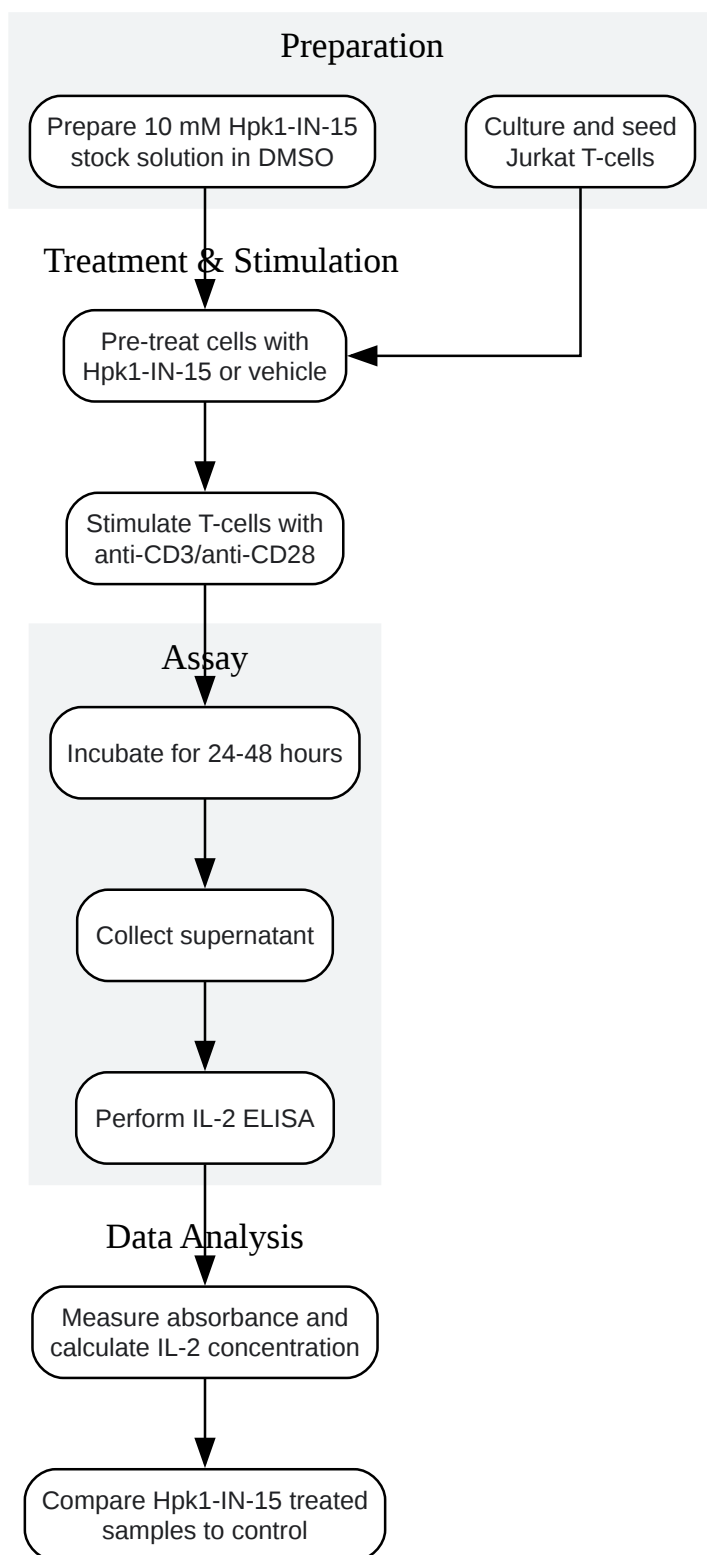 Preparation
Prepare 10 mM Hpk1-IN-15
stock solution in DMSO
Culture and seed
Jurkat T-cells
Treatment & Stimulation
Pre-treat cells with
Hpk1-IN-15 or vehicle
Stimulate T-cells with
anti-CD3/anti-CD28
Assay
Incubate for 24-48 hours
Collect supernatant
Perform IL-2 ELISA
Data Analysis
Measure absorbance and
calculate IL-2 concentration
Compare Hpk1-IN-15 treated
samples to control